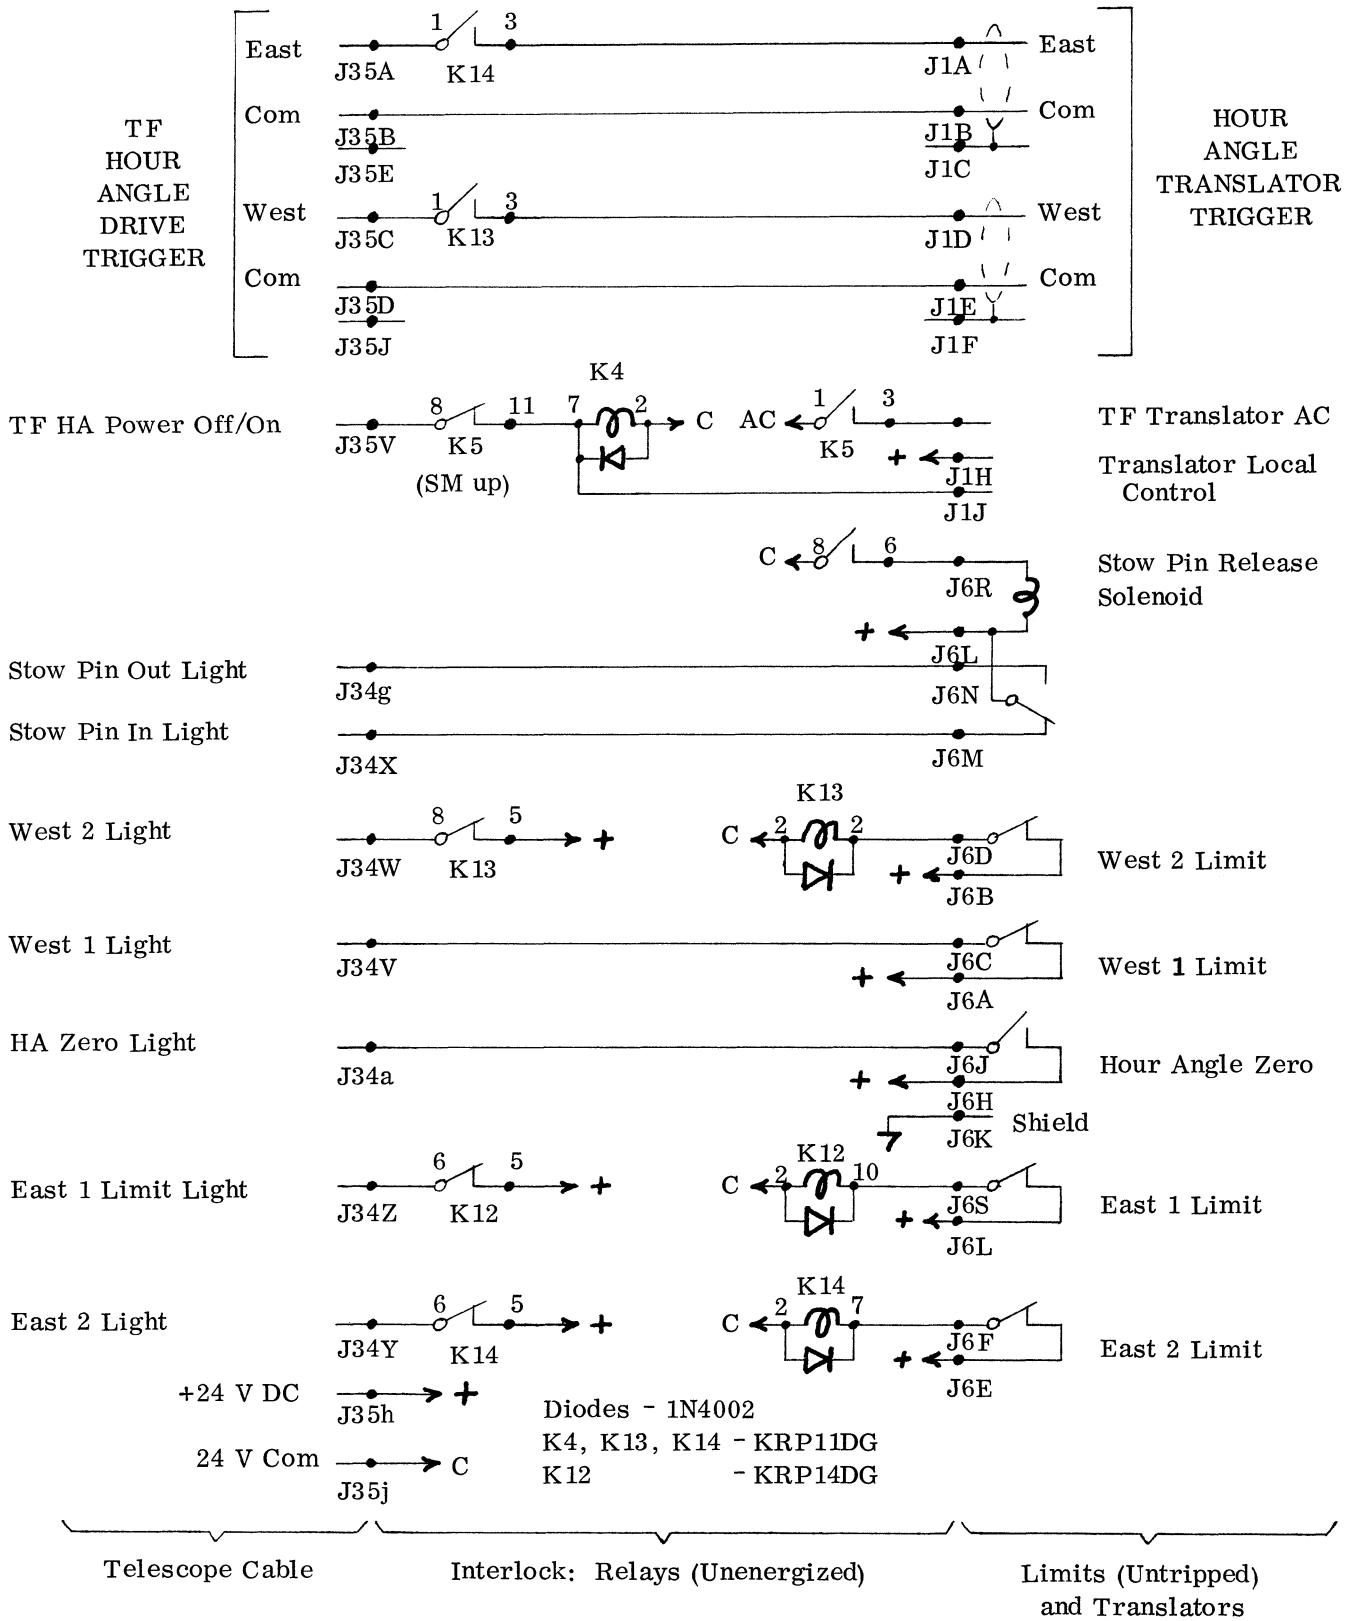 East
J35A
1
3
K14
J1A
East
Com
J35B
J35E
J1B
J1C
Com
TF
HOUR
ANGLE
DRIVE
TRIGGER
HOUR
ANGLE
TRANSLATOR
TRIGGER
West
J35C
1
3
K13
J1D
West
Com
J35D
J35J
J1E
J1F
Com
K4
TF HA Power Off/On
J35V
8
11
K5
(SM up)
7
2
C
AC
1
3
K5
TF Translator AC
+
J1H
J1J
Translator Local
Control
C
8
6
J6R
Stow Pin Release
Solenoid
+
J6L
Stow Pin Out Light
J34g
J6N
Stow Pin In Light
J34X
J6M
K13
West 2 Light
J34W
8
5
K13
+
C
2
2
J6D
+
J6B
West 2 Limit
West 1 Light
J34V
J6C
+
J6A
West 1 Limit
HA Zero Light
J34a
J6J
+
J6H
Hour Angle Zero
J6K
Shield
K12
East 1 Limit Light
J34Z
6
5
K12
+
C
2
10
J6S
+
J6L
East 1 Limit
K14
East 2 Light
J34Y
6
5
K14
+
C
2
7
J6F
+
J6E
East 2 Limit
+24 V DC
J35h
+
24 V Com
J35j
C
Diodes - 1N4002
K4, K13, K14 - KRP11DG
K12 - KRP14DG
Telescope Cable
Interlock: Relays (Unenergized)
Limits (Untripped)
and Translators